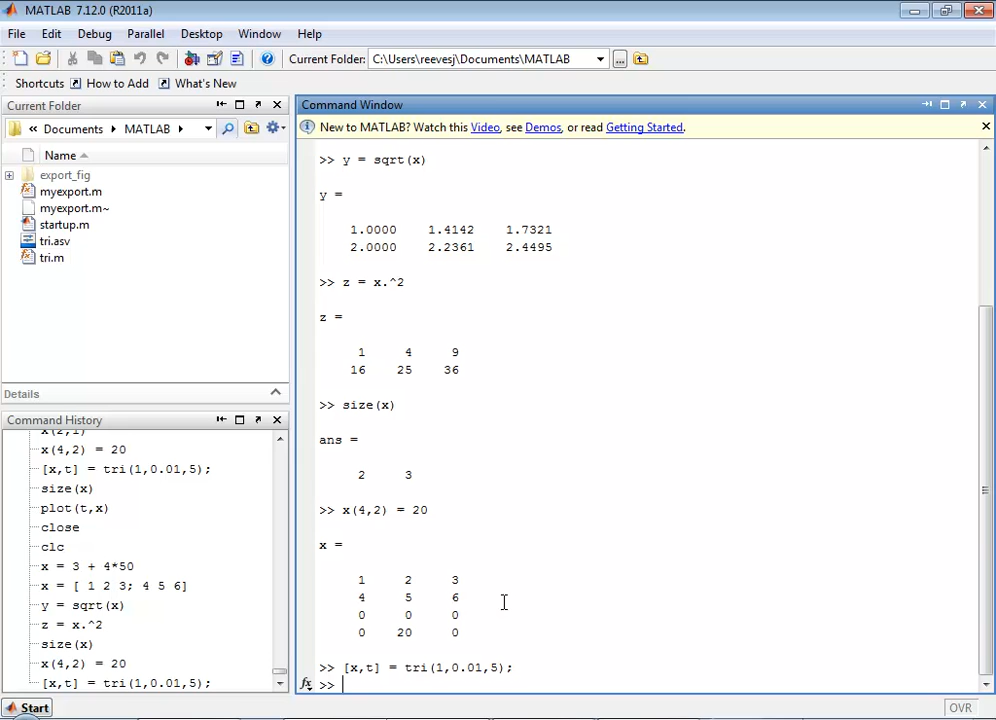 MATLAB 7.12.0 (R2011a)
File Edit Debug Parallel Desktop Window Help
Current Folder: C:\Users\reevesj\Documents\MATLAB ...
Shortcuts How to Add What's New
Current Folder
« Documents MATLAB
Name
export_fig
myexport.m
myexport.m~
startup.m
tri.asv
tri.m
Details
Command History
x(2,1)
x(4,2) = 20
[x,t] = tri(1,0.01,5);
size(x)
plot(t,x)
close
clc
x = 3 + 4*50
x = [ 1 2 3; 4 5 6]
y = sqrt(x)
z = x.^2
size(x)
x(4,2) = 20
[x,t] = tri(1,0.01,5);
Command Window
New to MATLAB? Watch this Video, see Demos, or read Getting Started.
>> y = sqrt(x)
y =
1.0000 1.4142 1.7321
2.0000 2.2361 2.4495
>> z = x.^2
z =
1 4 9
16 25 36
>> size(x)
ans =
2 3
>> x(4,2) = 20
x =
1 2 3
4 5 6
0 0 0
0 20 0
>> [x,t] = tri(1,0.01,5);
fx >>
Start
OVR